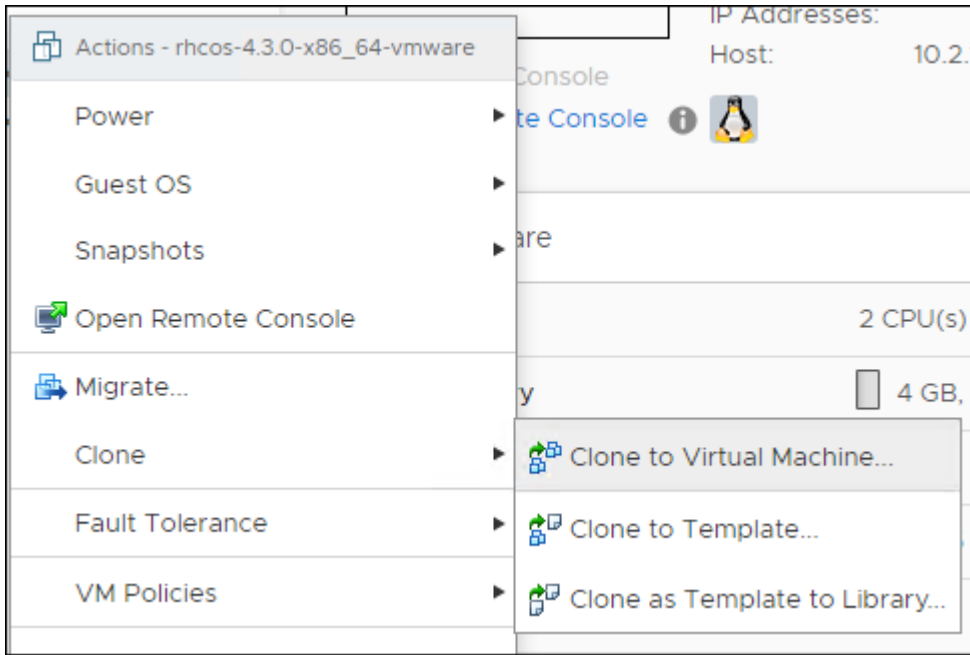 Actions - rhcos-4.3.0-x86_64-vmware
Power
Guest OS
Snapshots
Open Remote Console
Migrate...
Clone
Fault Tolerance
VM Policies
IP Addresses:
Host: 10.2.
Console
te Console
are
2 CPU(s)
y
4 GB,
Clone to Virtual Machine...
Clone to Template...
Clone as Template to Library...